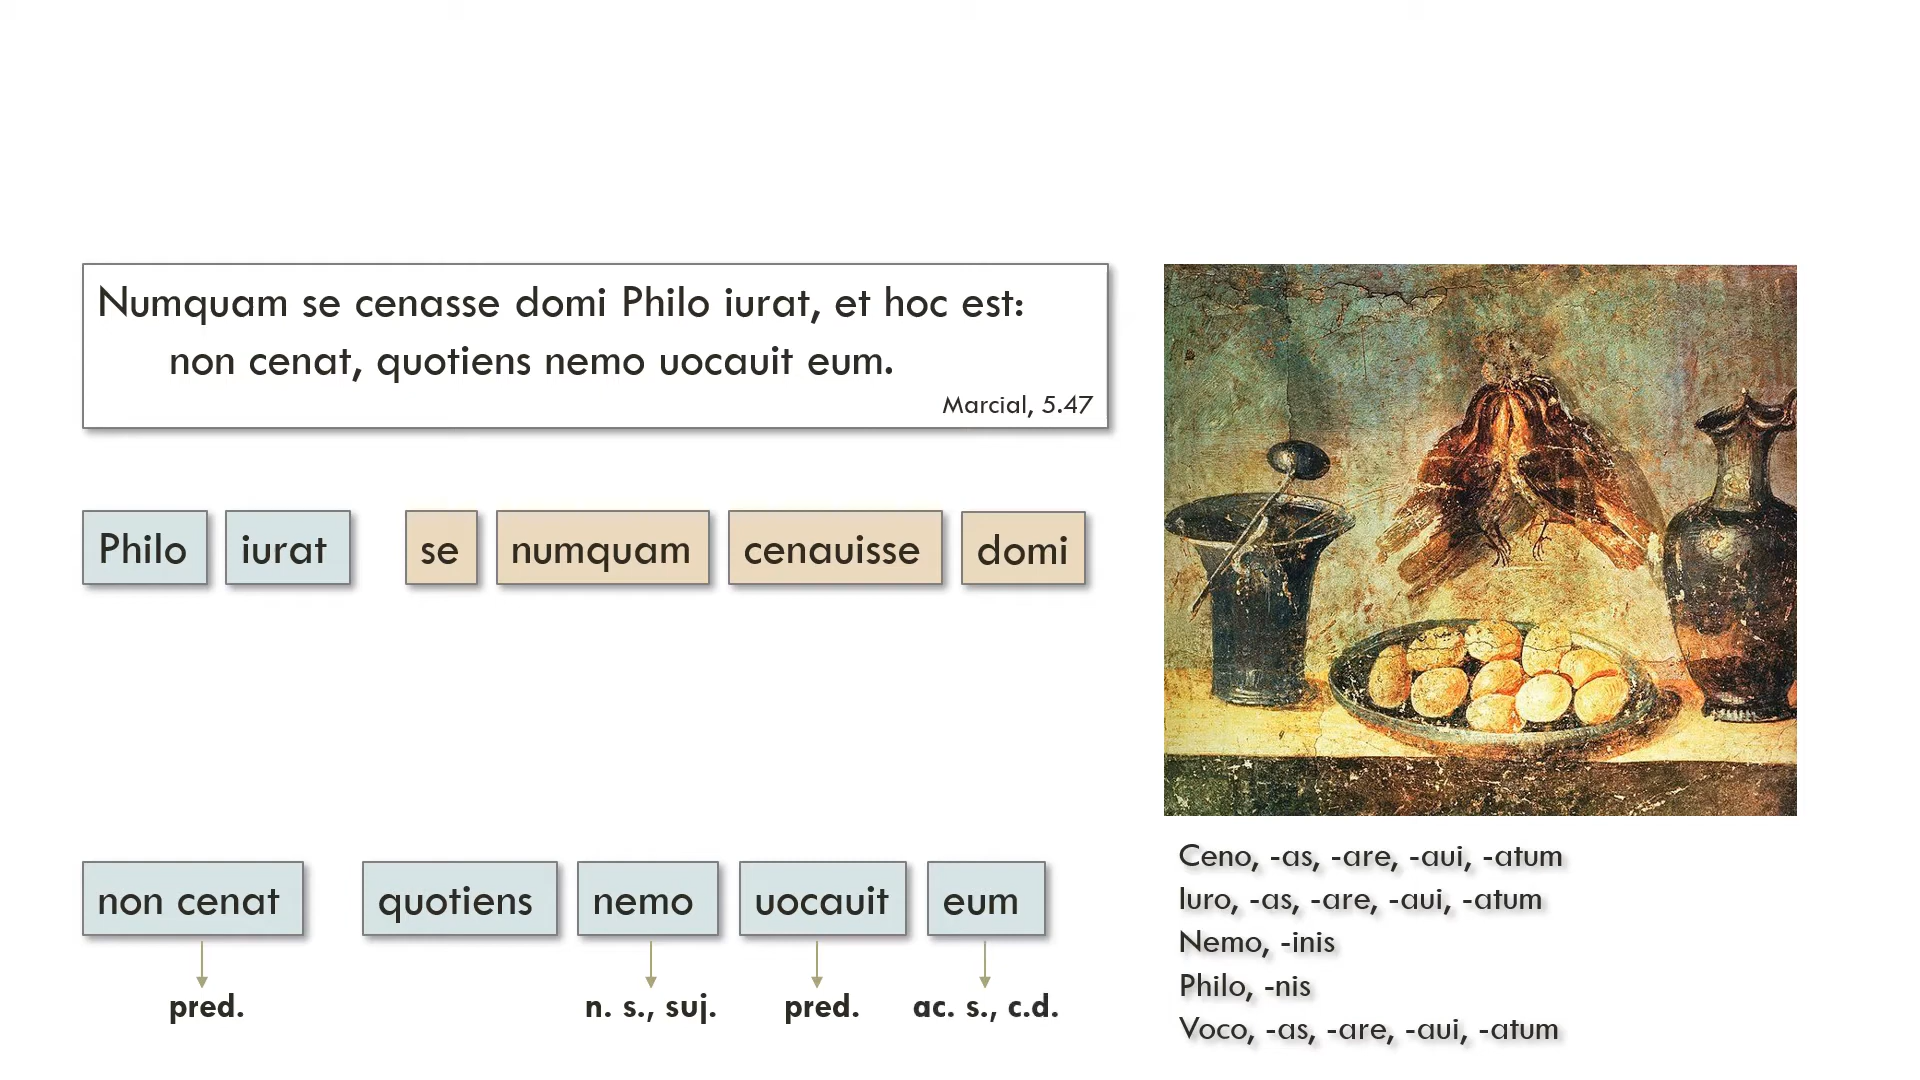 Numquam se cenasse domi Philo iurat, et hoc est:
non cenat, quotiens nemo uocauit eum.
Marcial, 5.47
Philo iurat se numquam cenauisse domi
non cenat quotiens nemo uocauit eum
pred. n. s., suj. pred. ac. s., c.d.
Ceno, -as, -are, -aui, -atum
Iuro, -as, -are, -aui, -atum
Nemo, -inis
Philo, -nis
Voco, -as, -are, -aui, -atum